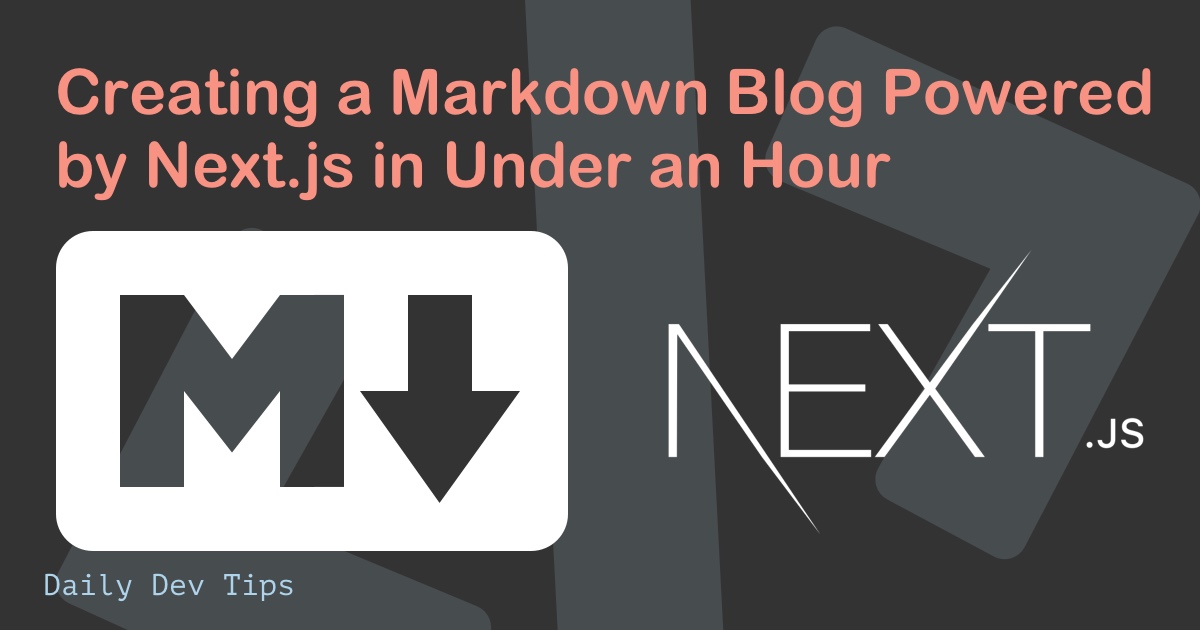 Creating a Markdown Blog Powered
by Next.js in Under an Hour
M
NEXT.JS
Daily Dev Tips